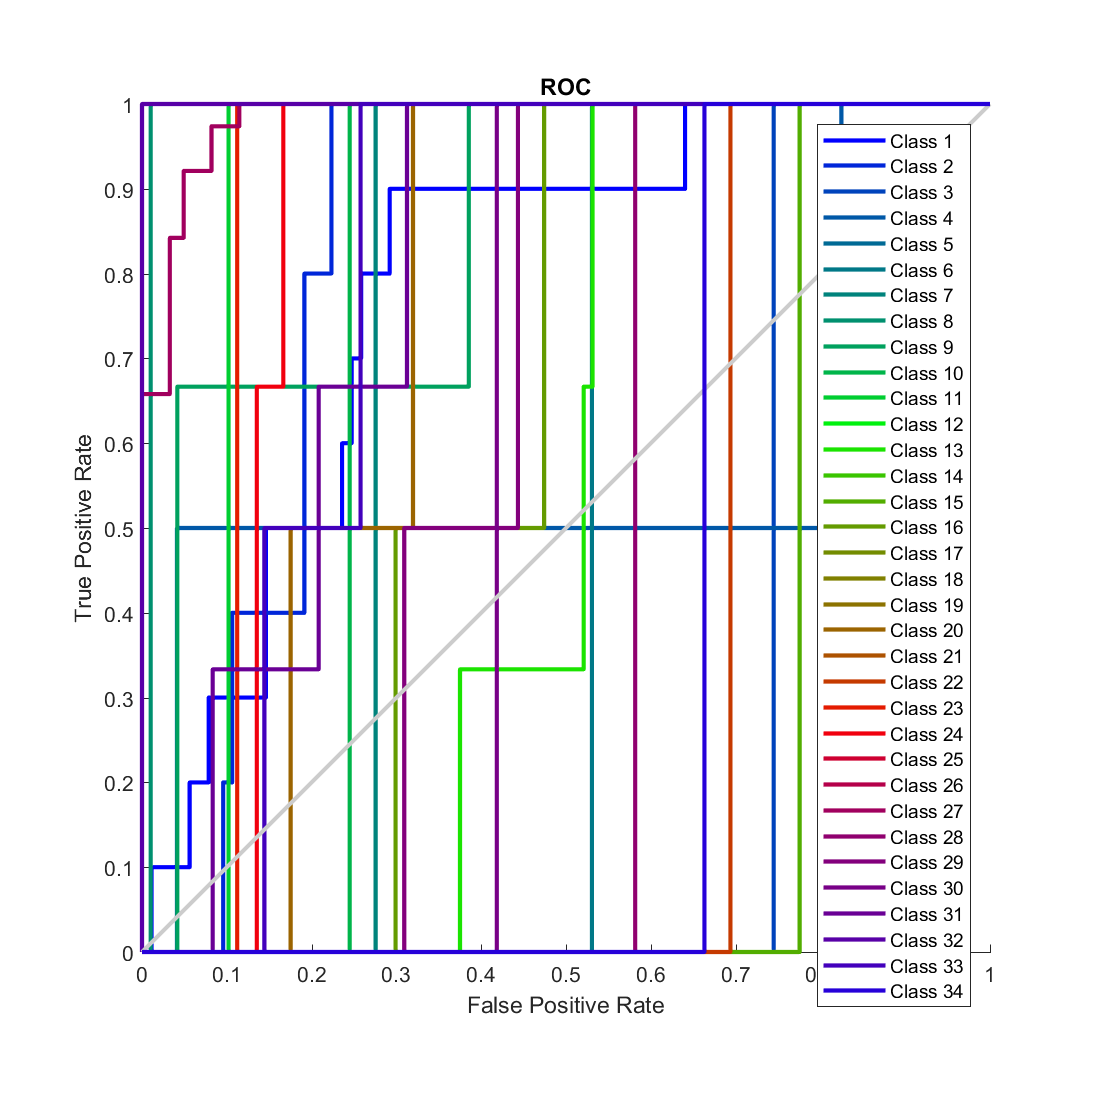 ROC
1
0.9
0.8
0.7
0.6
0.5
0.4
0.3
0.2
0.1
0
True Positive Rate
0 0.1 0.2 0.3 0.4 0.5 0.6 0.7 1
False Positive Rate
Class 1
Class 2
Class 3
Class 4
Class 5
Class 6
Class 7
Class 8
Class 9
Class 10
Class 11
Class 12
Class 13
Class 14
Class 15
Class 16
Class 17
Class 18
Class 19
Class 20
Class 21
Class 22
Class 23
Class 24
Class 25
Class 26
Class 27
Class 28
Class 29
Class 30
Class 31
Class 32
Class 33
Class 34